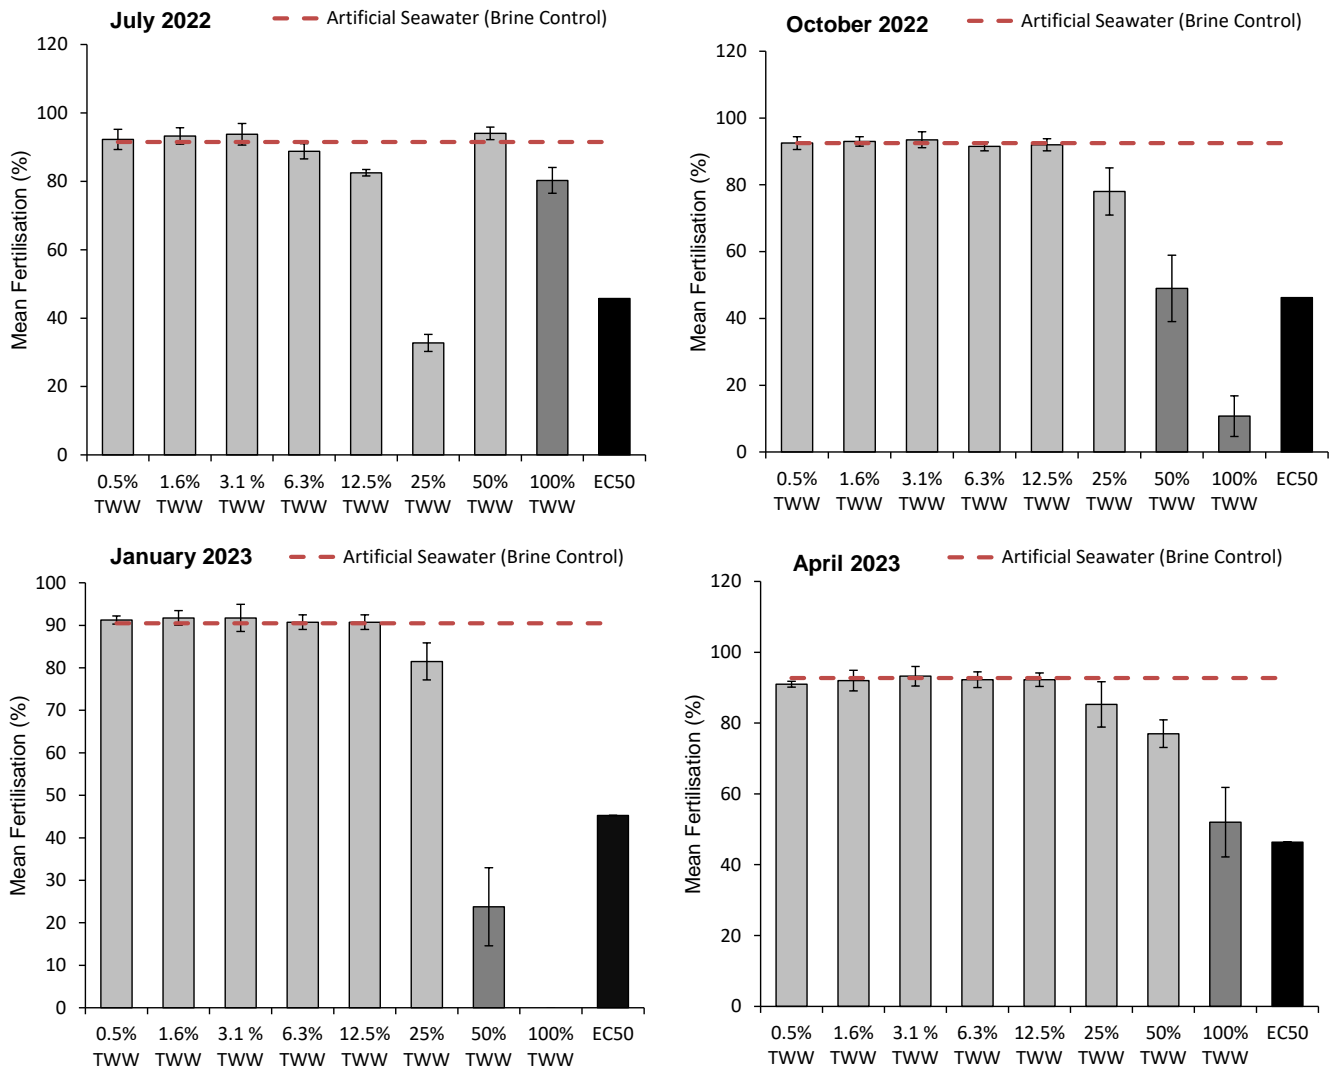 July 2022
Artificial Seawater (Brine Control)
Mean Fertilisation (%)
120
100
80
60
40
20
0
0.5% 1.6% 3.1 % 6.3% 12.5% 25% 50% 100% EC50
TWW TWW TWW TWW TWW TWW TWW TWW
October 2022
Artificial Seawater (Brine Control)
Mean Fertilisation (%)
120
100
80
60
40
20
0
0.5% 1.6% 3.1 % 6.3% 12.5% 25% 50% 100% EC50
TWW TWW TWW TWW TWW TWW TWW TWW
January 2023
Artificial Seawater (Brine Control)
Mean Fertilisation (%)
100
90
80
70
60
50
40
30
20
10
0
0.5% 1.6% 3.1 % 6.3% 12.5% 25% 50% 100% EC50
TWW TWW TWW TWW TWW TWW TWW TWW
April 2023
Artificial Seawater (Brine Control)
Mean Fertilisation (%)
120
100
80
60
40
20
0
0.5% 1.6% 3.1 % 6.3% 12.5% 25% 50% 100% EC50
TWW TWW TWW TWW TWW TWW TWW TWW